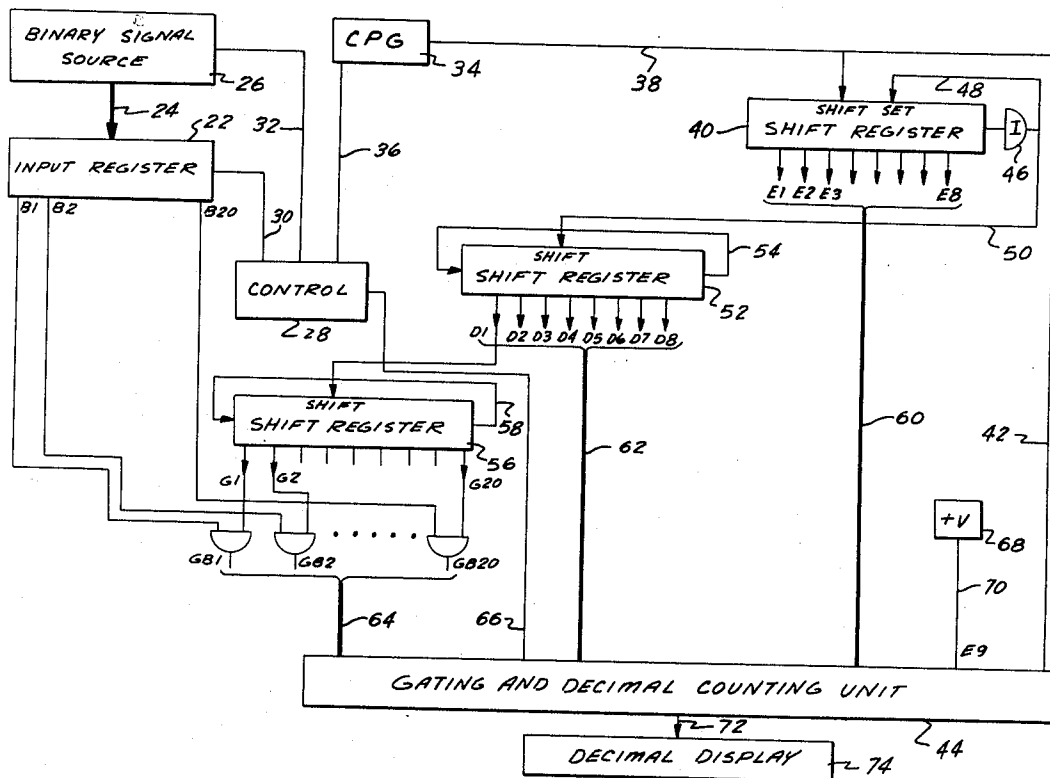 BINARY SIGNAL
SOURCE
26
24
32
CPG
34
38
36
48
SHIFT SET
SHIFT REGISTER
40
I
46
E1 E2 E3 E8
50
22
INPUT REGISTER
B1 B2 B20
30
CONTROL
28
SHIFT
SHIFT REGISTER
54
52
D1 D2 D3 D4 D5 D6 D7 D8
SHIFT
SHIFT REGISTER
58
56
G1 G2 G20
GB1 GB2 GB20
64
66
62
60
42
+V
68
70
E9
GATING AND DECIMAL COUNTING UNIT
72
44
DECIMAL DISPLAY
74